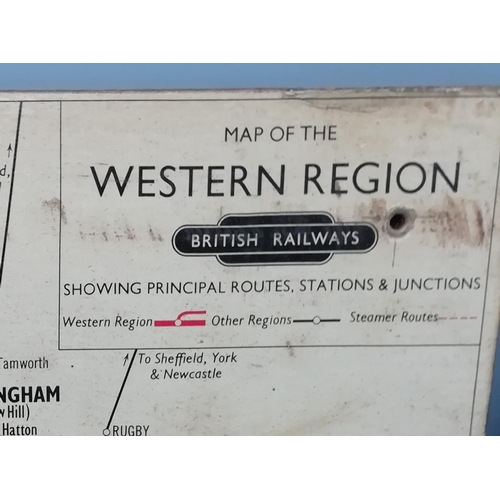 MAP OF THE
WESTERN REGION
BRITISH RAILWAYS
SHOWING PRINCIPAL ROUTES, STATIONS & JUNCTIONS
Western Region Other Regions Steamer Routes
Tamworth
To Sheffield, York
& Newcastle
NGHAM
Hill)
Hatton
RUGBY